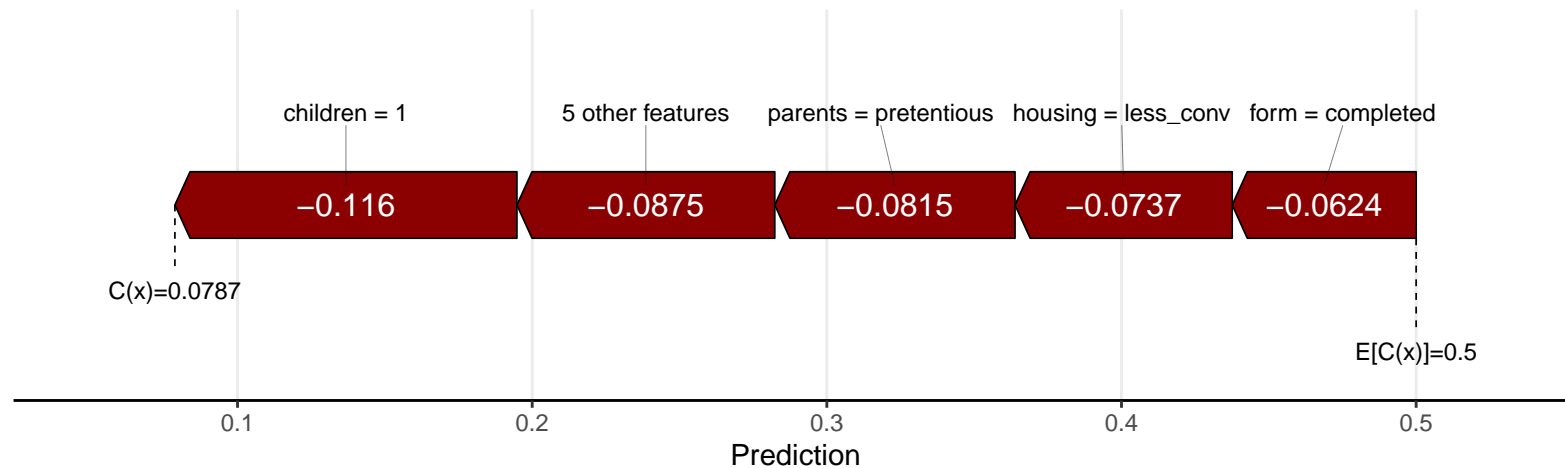 children = 1
5 other features
parents = pretentious
housing = less_conv
form = completed
−0.116
−0.0875
−0.0815
−0.0737
−0.0624
C(x)=0.0787
E[C(x)]=0.5
0.1
0.2
0.3
0.4
0.5
Prediction